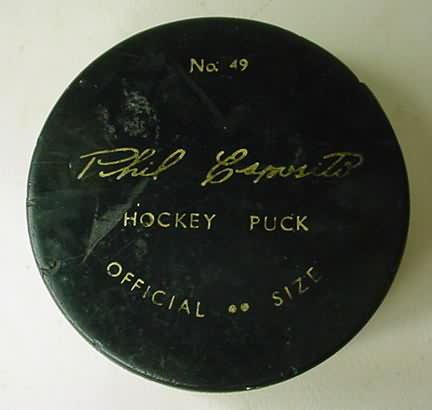 No. 49
Phil Esposito
HOCKEY PUCK
OFFICIAL •• SIZE